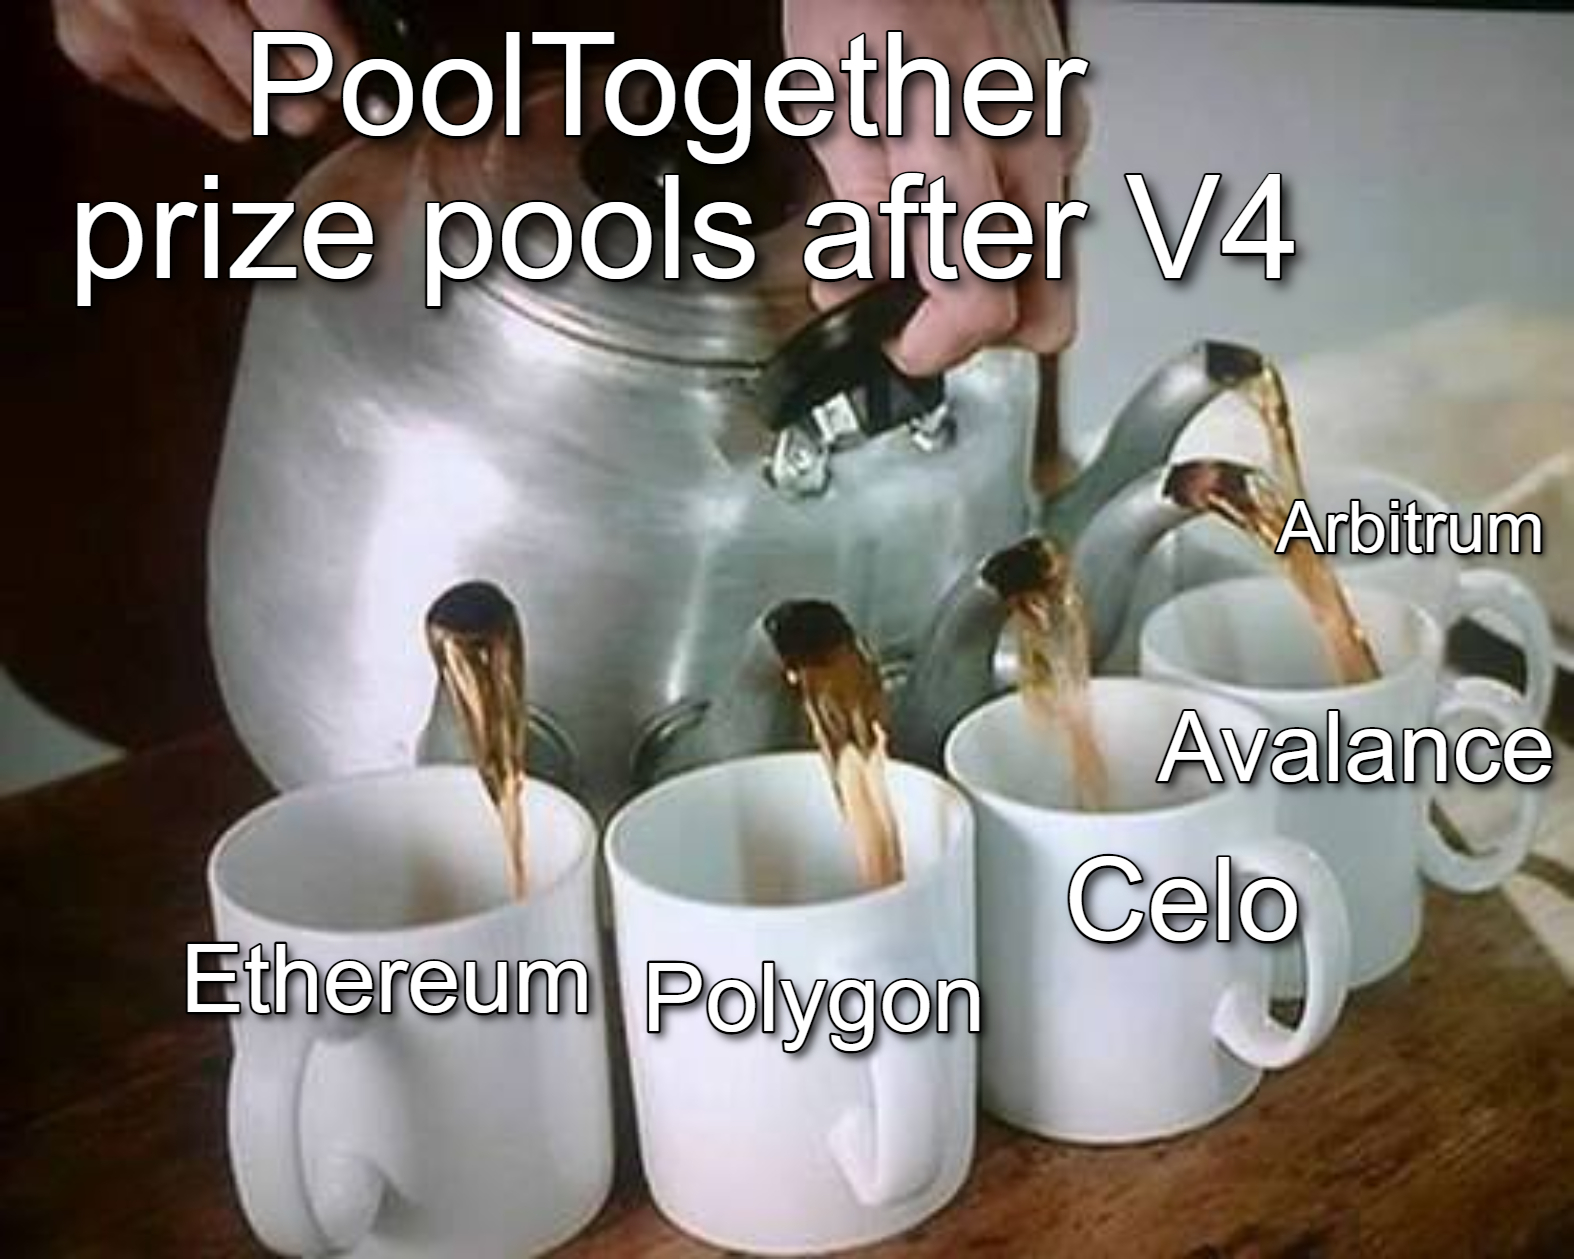 PoolTogether
prize pools after V4
Arbitrum
Avalance
Celo
Ethereum
Polygon